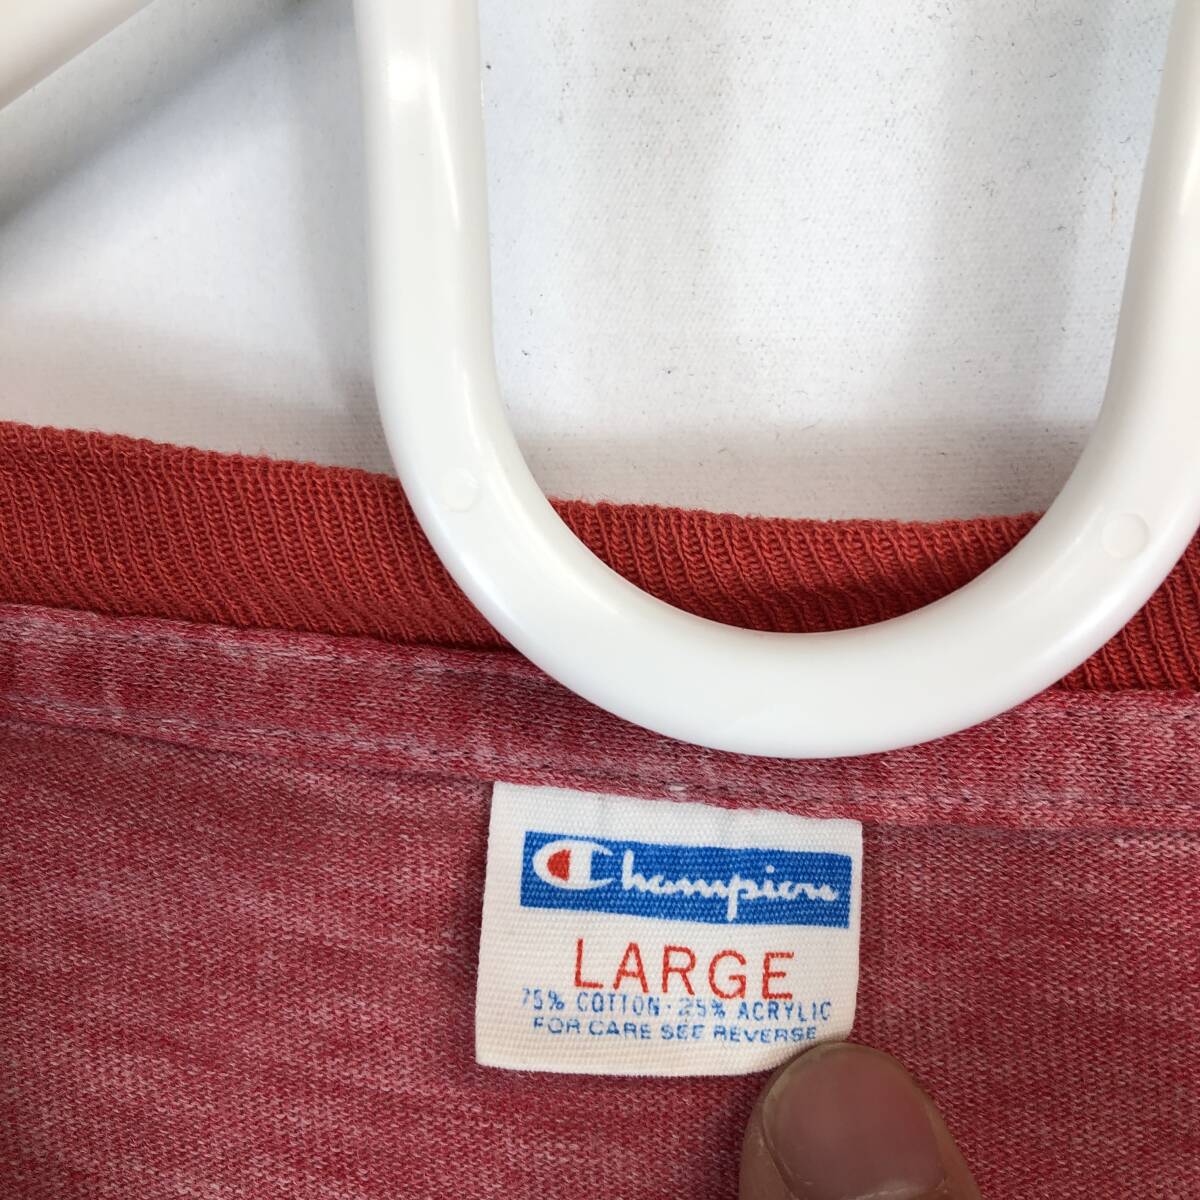 Champion
LARGE
75% COTTON · 25% ACRYLIC
FOR CARE SEE REVERSE